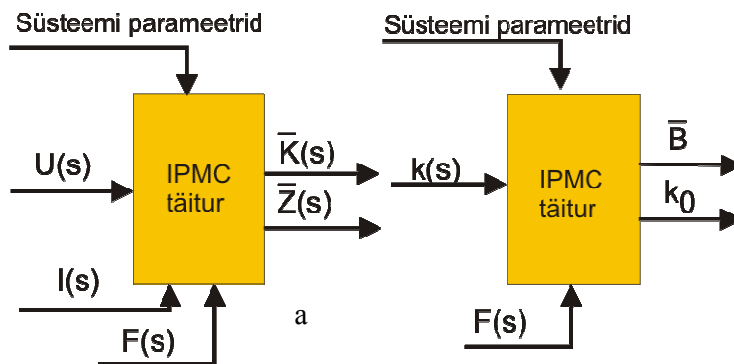 Süsteemi parameetrid
U(s)
IPMC
täitur
K̅(s)
Z̅(s)
I(s)
F(s)
a
Süsteemi parameetrid
k(s)
IPMC
täitur
B̅
k₀
F(s)